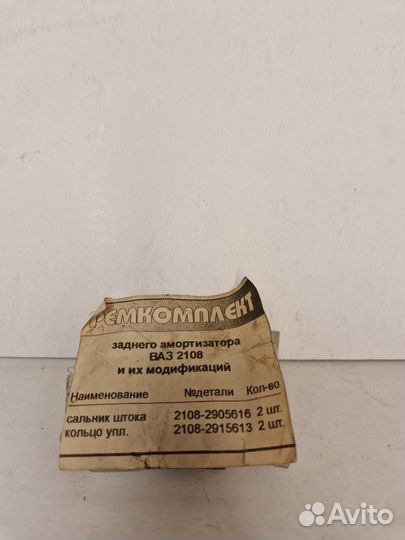 РЕМКОМПЛЕКТ
заднего амортизатора
ВАЗ 2108
и их модификаций
Наименование №детали Кол-во
сальник штока 2108-2905616 2 шт.
кольцо упл. 2108-2915613 2 шт.
Avito